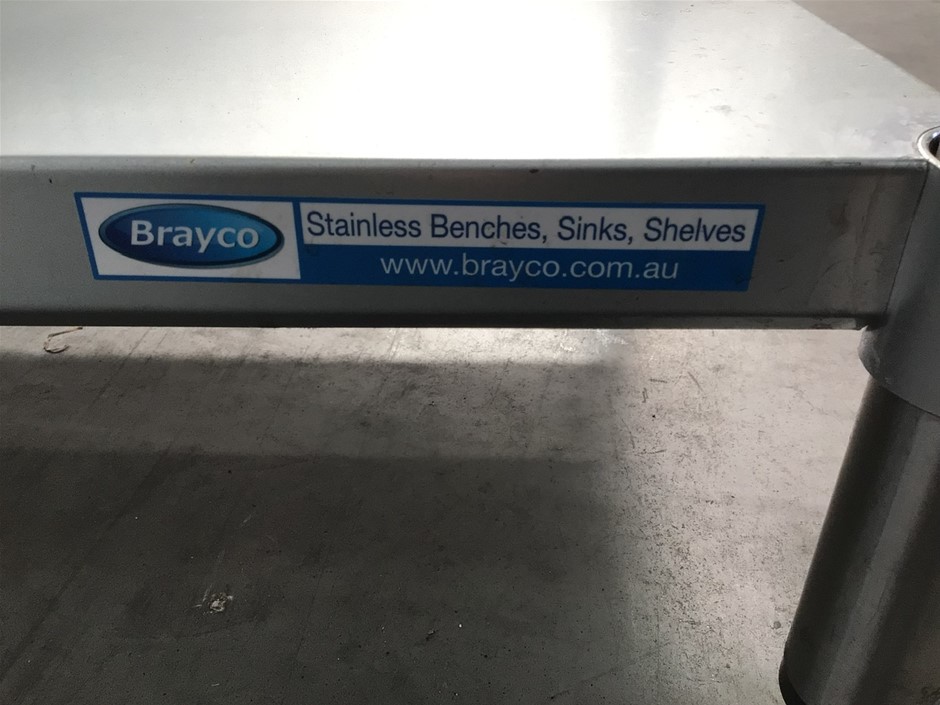 Brayco
Stainless Benches, Sinks, Shelves
www.brayco.com.au